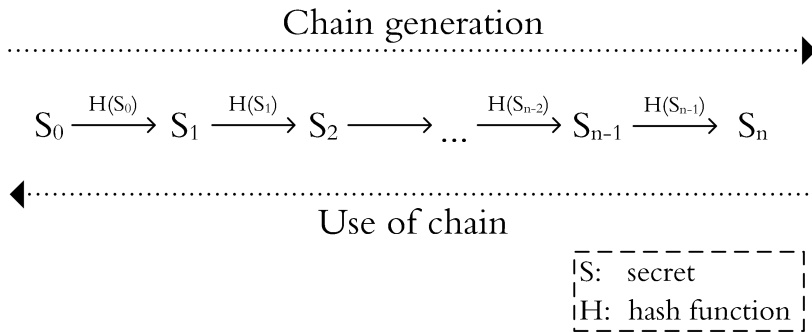 Chain generation
H(S₀) H(S₁) H(Sₙ₋₂) H(Sₙ₋₁)
S₀ S₁ S₂ ... Sₙ₋₁ Sₙ
Use of chain
S: secret
H: hash function